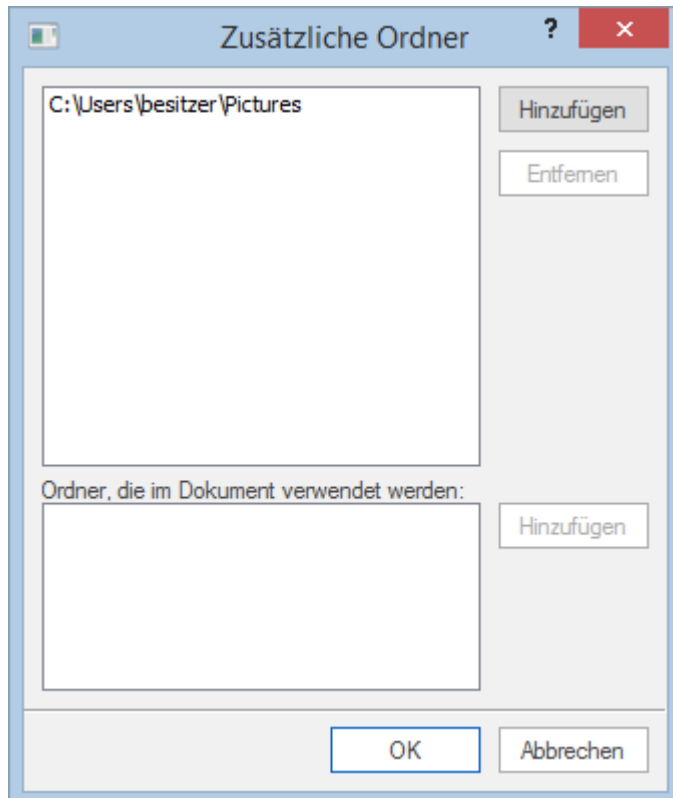 Zusätzliche Ordner ? ×
C:\Users\besitzer\Pictures
Hinzufügen
Entfernen
Ordner, die im Dokument verwendet werden:
Hinzufügen
OK
Abbrechen